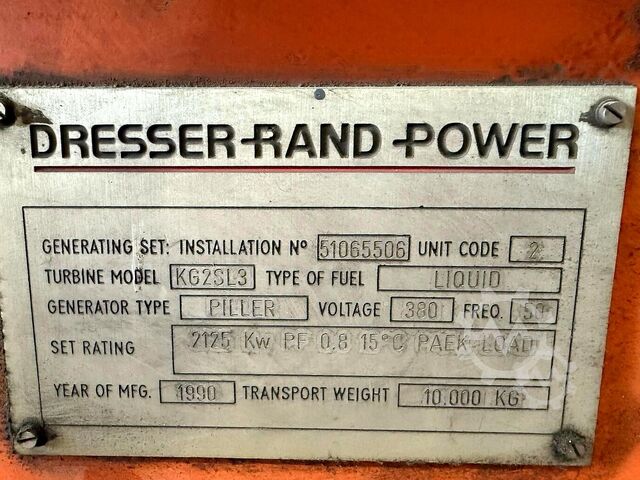 DRESSER-RAND POWER
GENERATING SET: INSTALLATION Nº 51065506 UNIT CODE 2
TURBINE MODEL KG2SL3 TYPE OF FUEL LIQUID
GENERATOR TYPE PILLER VOLTAGE 380 FREQ. 50
SET RATING 2125 Kw PF 0,8 15°C PAEK LOAD
YEAR OF MFG. 1990 TRANSPORT WEIGHT 10.000 KG